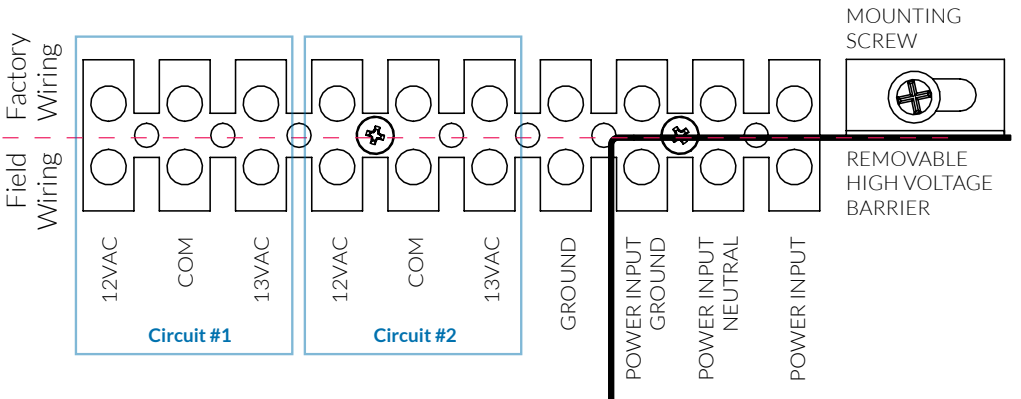 Factory
Wiring
Field
Wiring
MOUNTING
SCREW
REMOVABLE
HIGH VOLTAGE
BARRIER
12VAC
COM
13VAC
12VAC
COM
13VAC
GROUND
POWER INPUT
GROUND
POWER INPUT
NEUTRAL
POWER INPUT
Circuit #1
Circuit #2